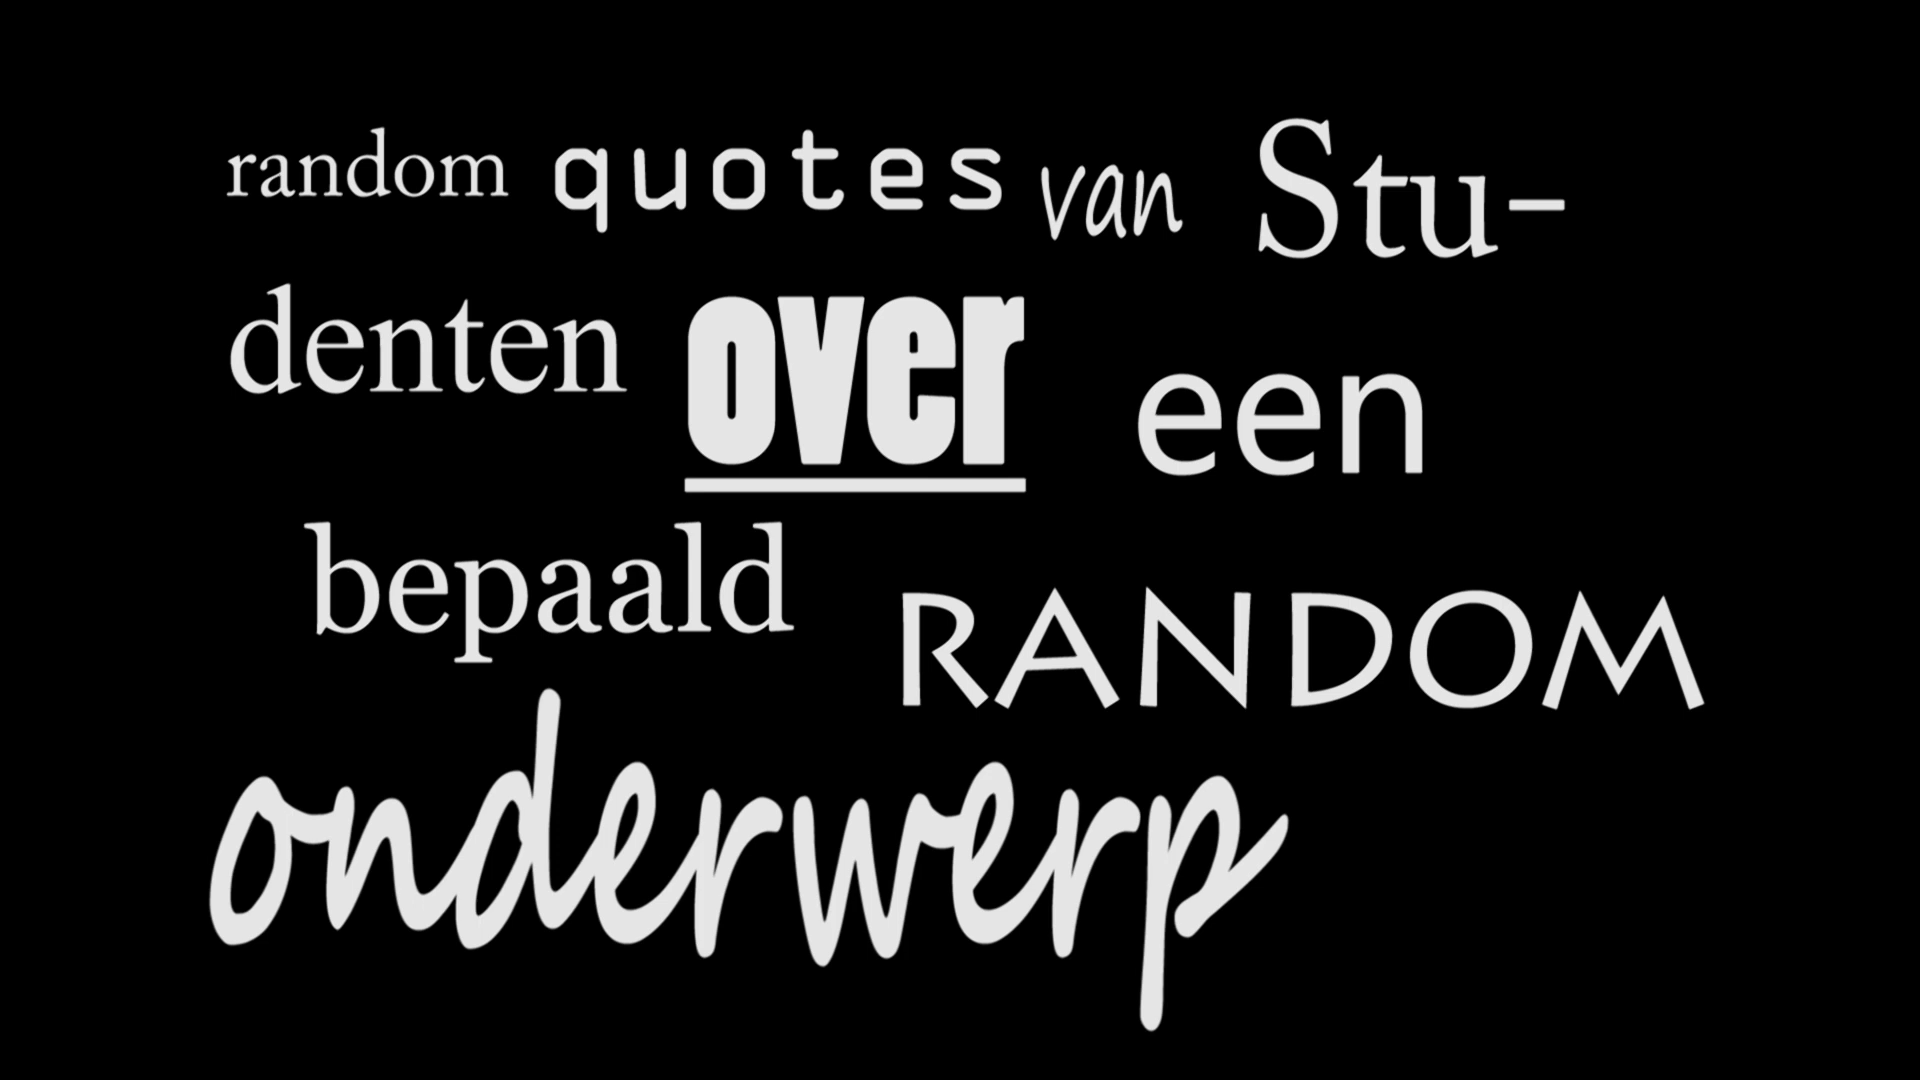 random quotes van Stu-
denten over een
bepaald RANDOM
onderwerp